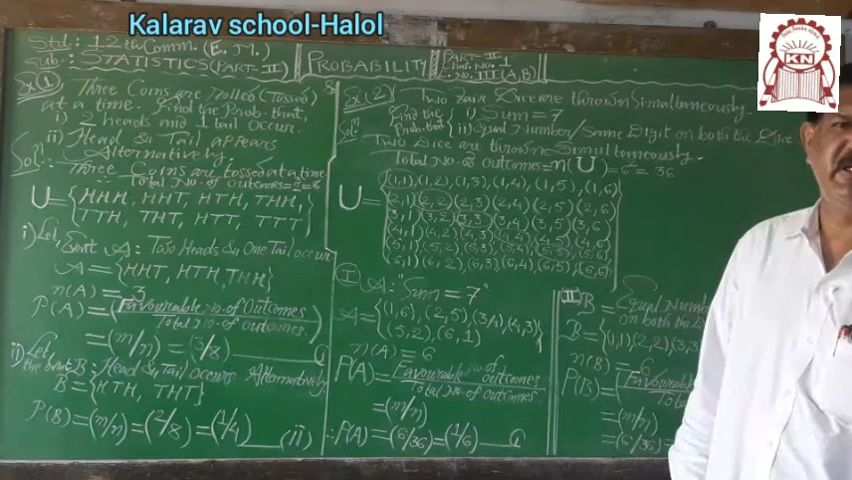 Kalarav school-Halol
Std: 12th Comm. (E.M.)
Sub: STATISTICS (PART-II)
PROBABILITY
PART-II
Chap. No. 1
L. No. III (A,B)
Ex(1) Three Coins are Rolled (Tossed)
at a time. Find the Prob. that,
i) 2 heads and 1 tail occur.
ii) Head & Tail appears
Alternatively.
Soln: Three Coins are tossed at a time
Total No. of outcomes = 2 = 8
U = {HHH, HHT, HTH, THH,
TTH, THT, HTT, TTT}
i) Let,
Event A: Two Heads & One Tail occur
A = {HHT, HTH, THH}
n(A) = 3
P(A) = (Favourable No. of Outcomes
Total No. of outcomes.)
= (m/n) = (3/8) (i)
ii) Let
the event B: Head & Tail occurs Alternatively
B = {HTH, THT}
P(B) = (m/n) = (2/8) = (1/4) (ii)
Ex(2) Two Fair Dice are thrown Simultaneously.
Find the Prob. that { i) Sum = 7
ii) Equal Number/Same Digit on both the Dice
Soln: Two Dice are thrown Simultaneously.
Total No. of outcomes = n(U) = 6 = 36
U = {(1,1), (1,2), (1,3), (1,4), (1,5), (1,6)
(2,1), (2,2), (2,3), (2,4), (2,5), (2,6)
(3,1), (3,2), (3,3), (3,4), (3,5), (3,6)
(4,1), (4,2), (4,3), (4,4), (4,5), (4,6)
(5,1), (5,2), (5,3), (5,4), (5,5), (5,6)
(6,1), (6,2), (6,3), (6,4), (6,5), (6,6)}
I A: "Sum = 7"
A = {(1,6), (2,5), (3,4), (4,3),
(5,2), (6,1)}
n(A) = 6
P(A) = Favourable No. of outcomes
Total No. of outcomes
= (m/n)
∴ P(A) = (6/36) = (1/6) i
II B = Equal Num
on both the D
B = {(1,1), (2,2), (3,3
n(B) = 6
P(B) = (Favourab
Total
= (m/n)
= (6/36) =
KN